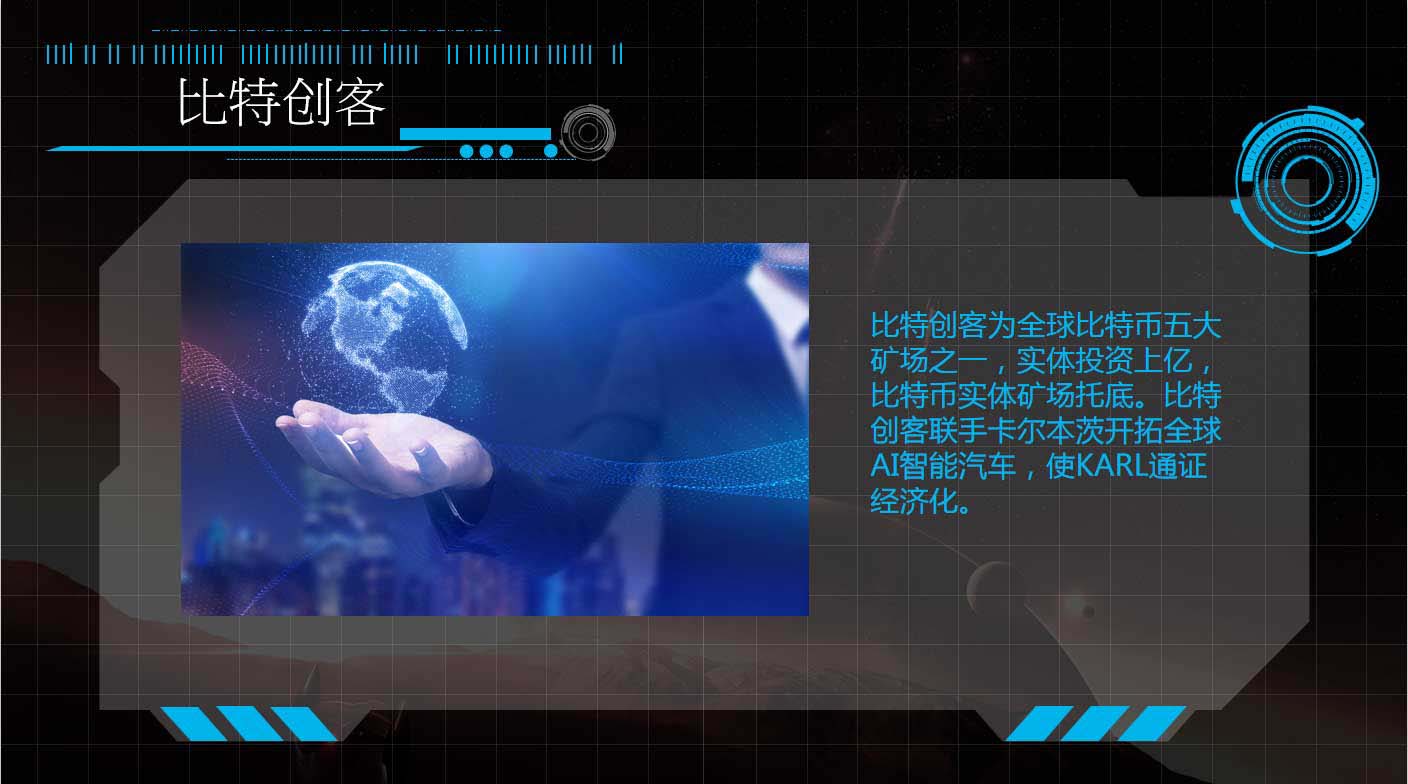 比特创客
比特创客为全球比特币五大
矿场之一，实体投资上亿，
比特币实体矿场托底。比特
创客联手卡尔本茨开拓全球
AI智能汽车，使KARL通证
经济化。